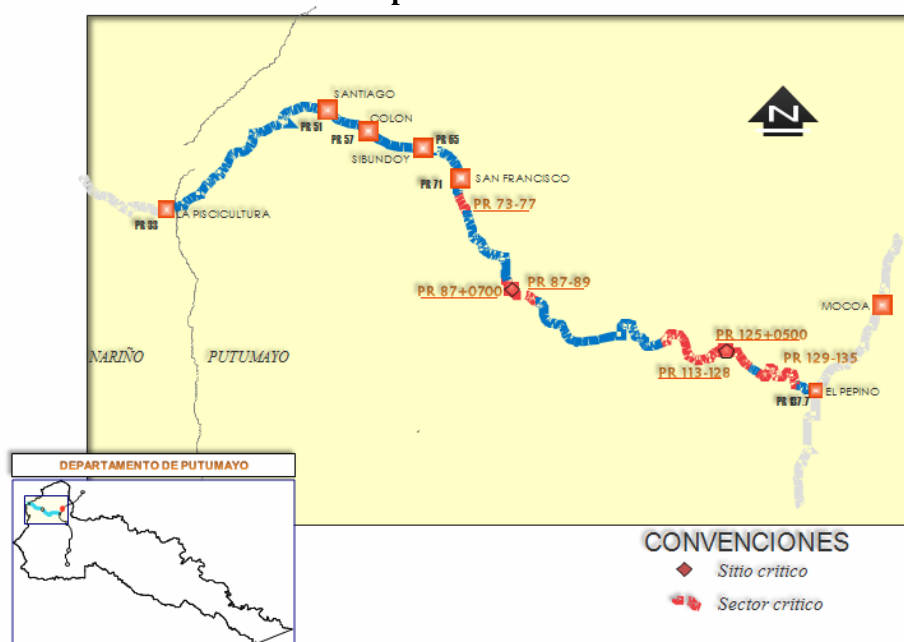 SANTIAGO
PR 51
COLON
PR 57
PR 65
SIBUNDOY
PR 71
SAN FRANCISCO
PR 73-77
LA PISCICULTURA
N
PR 87+0700
PR 87-89
MOCOA
PR 125+0500
NARIÑO
PUTUMAYO
PR 129-135
PR 113-128
EL PEPINO
DEPARTAMENTO DE PUTUMAYO
CONVENCIONES
Sitio critico
Sector critico